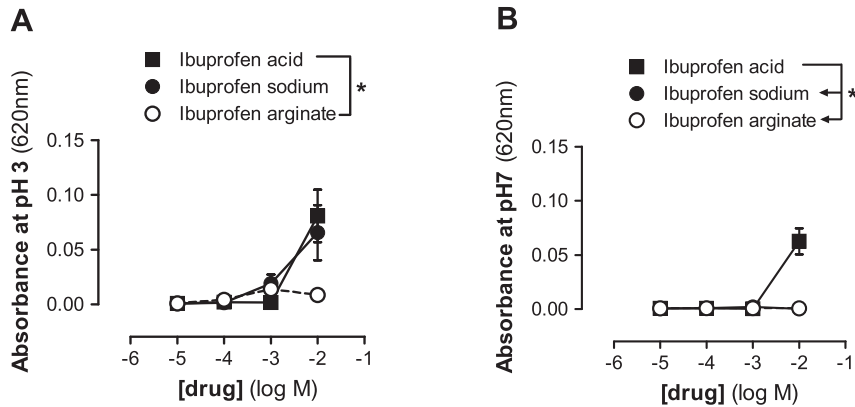 A
Ibuprofen acid
Ibuprofen sodium
Ibuprofen arginate
*
Absorbance at pH 3 (620nm)
0.15
0.10
0.05
0.00
-6 -5 -4 -3 -2 -1
[drug] (log M)
B
Ibuprofen acid
Ibuprofen sodium
Ibuprofen arginate
*
Absorbance at pH7 (620nm)
0.15
0.10
0.05
0.00
-6 -5 -4 -3 -2 -1
[drug] (log M)